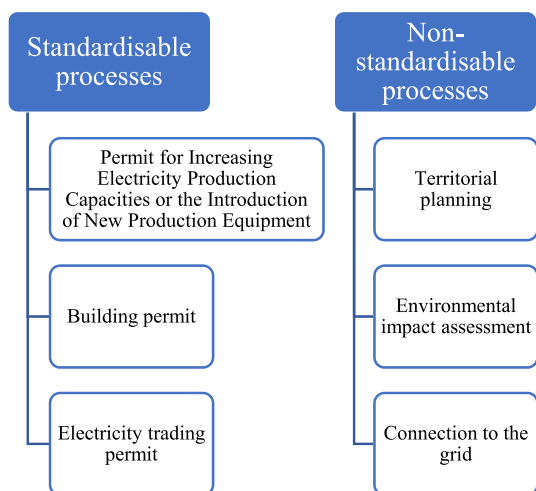 Standardisable
processes
Permit for Increasing
Electricity Production
Capacities or the Introduction
of New Production Equipment
Building permit
Electricity trading
permit
Non-
standardisable
processes
Territorial
planning
Environmental
impact assessment
Connection to the
grid